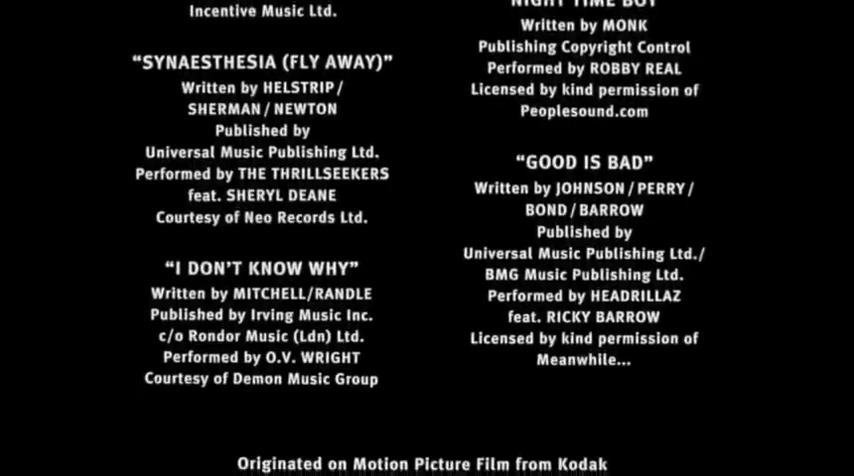 Incentive Music Ltd.
“SYNAESTHESIA (FLY AWAY)”
Written by HELSTRIP/
SHERMAN/NEWTON
Published by
Universal Music Publishing Ltd.
Performed by THE THRILLSEEKERS
feat. SHERYL DEANE
Courtesy of Neo Records Ltd.
“I DON’T KNOW WHY”
Written by MITCHELL/RANDLE
Published by Irving Music Inc.
c/o Rondor Music (Ldn) Ltd.
Performed by O.V. WRIGHT
Courtesy of Demon Music Group
NIGHT TIME BOY
Written by MONK
Publishing Copyright Control
Performed by ROBBY REAL
Licensed by kind permission of
Peoplesound.com
“GOOD IS BAD”
Written by JOHNSON/PERRY/
BOND/BARROW
Published by
Universal Music Publishing Ltd./
BMG Music Publishing Ltd.
Performed by HEADRILLAZ
feat. RICKY BARROW
Licensed by kind permission of
Meanwhile...
Originated on Motion Picture Film from Kodak